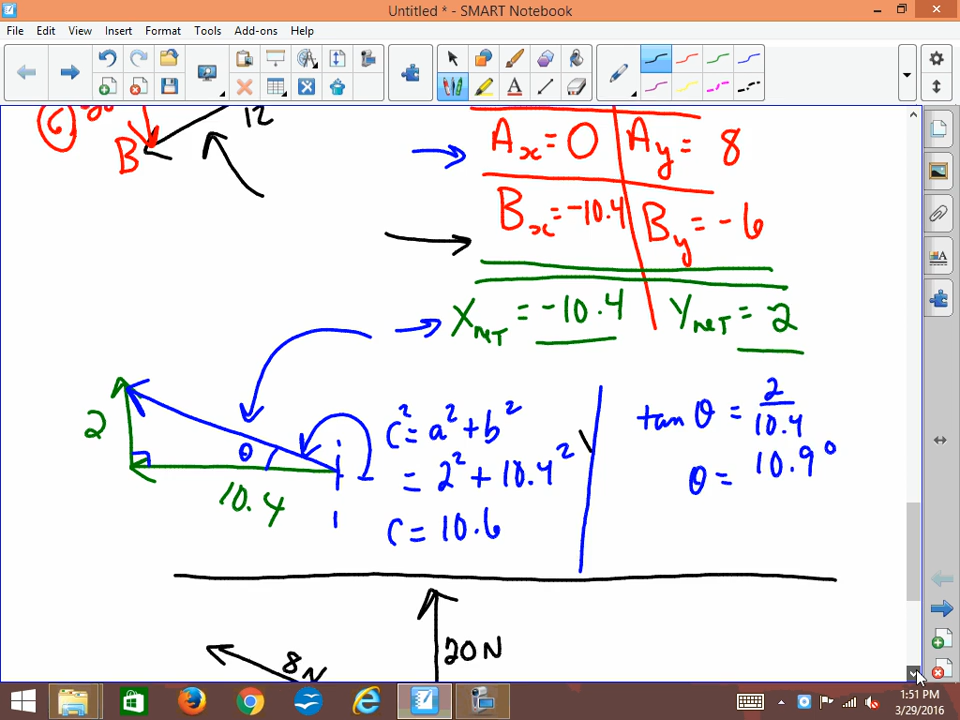 Untitled * - SMART Notebook
File Edit View Insert Format Tools Add-ons Help
12
B
Ax = 0 Ay = 8
Bx = -10.4 By = -6
XNET = -10.4 YNET = 2
2
θ
10.4
c² = a² + b²
= 2² + 10.4²
c = 10.6
tan θ = 2/10.4
θ = 10.9°
20N
8N
1:51 PM
3/29/2016